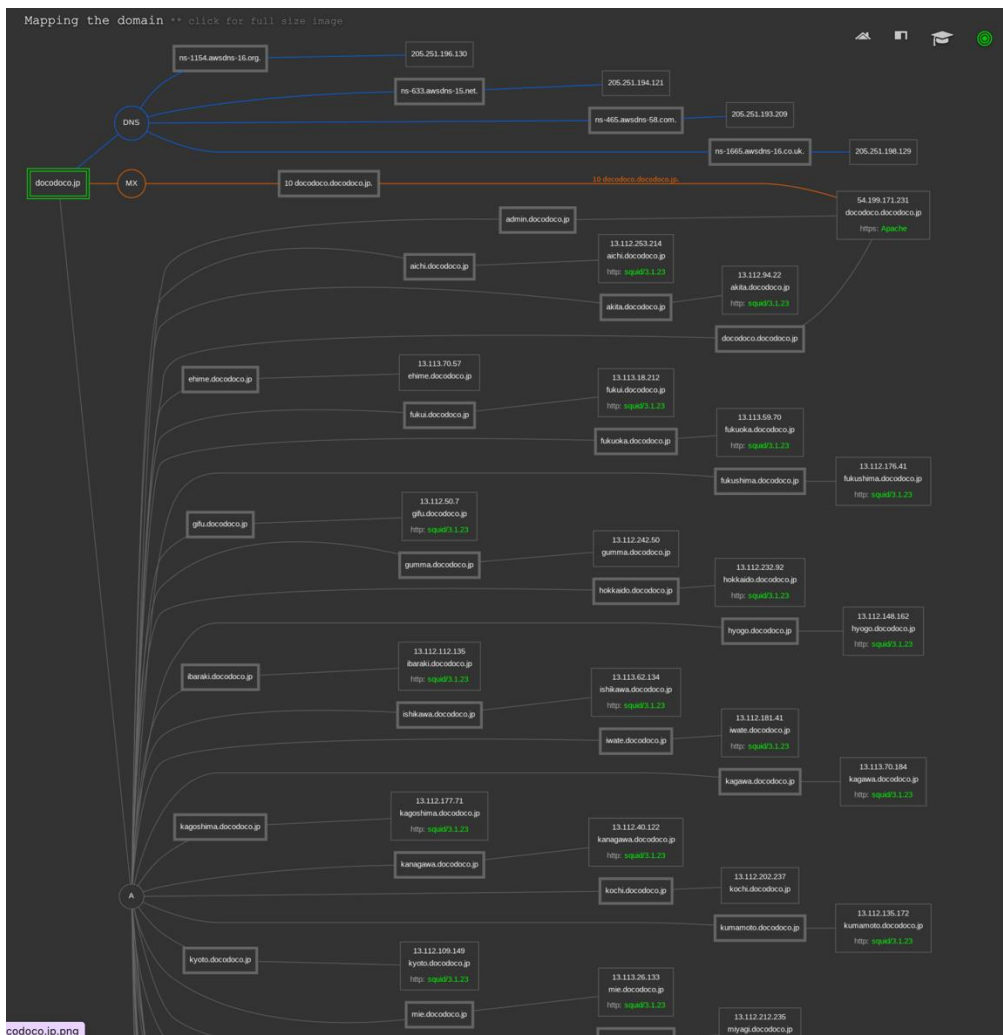 Mapping the domain ** click for full size image
ns-1154.awsdns-16.org.
205.251.196.130
ns-633.awsdns-15.net.
205.251.194.121
DNS
ns-465.awsdns-58.com.
205.251.193.209
ns-1665.awsdns-16.co.uk.
205.251.198.129
docodoco.jp
MX
10 docodoco.docodoco.jp.
10 docodoco.docodoco.jp.
54.199.171.231
docodoco.docodoco.jp
https: Apache
admin.docodoco.jp
aichi.docodoco.jp
13.112.253.214
aichi.docodoco.jp
http: squid/3.1.23
akita.docodoco.jp
13.112.94.22
akita.docodoco.jp
http: squid/3.1.23
docodoco.docodoco.jp
ehime.docodoco.jp
13.113.70.57
ehime.docodoco.jp
fukui.docodoco.jp
13.113.18.212
fukui.docodoco.jp
http: squid/3.1.23
fukuoka.docodoco.jp
13.113.59.70
fukuoka.docodoco.jp
http: squid/3.1.23
fukushima.docodoco.jp
13.112.176.41
fukushima.docodoco.jp
http: squid/3.1.23
gifu.docodoco.jp
13.112.50.7
gifu.docodoco.jp
http: squid/3.1.23
gumma.docodoco.jp
13.112.242.50
gumma.docodoco.jp
hokkaido.docodoco.jp
13.112.232.92
hokkaido.docodoco.jp
http: squid/3.1.23
hyogo.docodoco.jp
13.112.148.162
hyogo.docodoco.jp
http: squid/3.1.23
ibaraki.docodoco.jp
13.112.112.135
ibaraki.docodoco.jp
http: squid/3.1.23
ishikawa.docodoco.jp
13.113.62.134
ishikawa.docodoco.jp
http: squid/3.1.23
iwate.docodoco.jp
13.112.181.41
iwate.docodoco.jp
http: squid/3.1.23
kagawa.docodoco.jp
13.113.70.184
kagawa.docodoco.jp
http: squid/3.1.23
kagoshima.docodoco.jp
13.112.177.71
kagoshima.docodoco.jp
http: squid/3.1.23
kanagawa.docodoco.jp
13.112.40.122
kanagawa.docodoco.jp
http: squid/3.1.23
A
kochi.docodoco.jp
13.112.202.237
kochi.docodoco.jp
kumamoto.docodoco.jp
13.112.135.172
kumamoto.docodoco.jp
http: squid/3.1.23
kyoto.docodoco.jp
13.112.109.149
kyoto.docodoco.jp
http: squid/3.1.23
mie.docodoco.jp
13.113.26.133
mie.docodoco.jp
http: squid/3.1.23
13.112.212.235
miyagi.docodoco.jp
codoco.jp.png